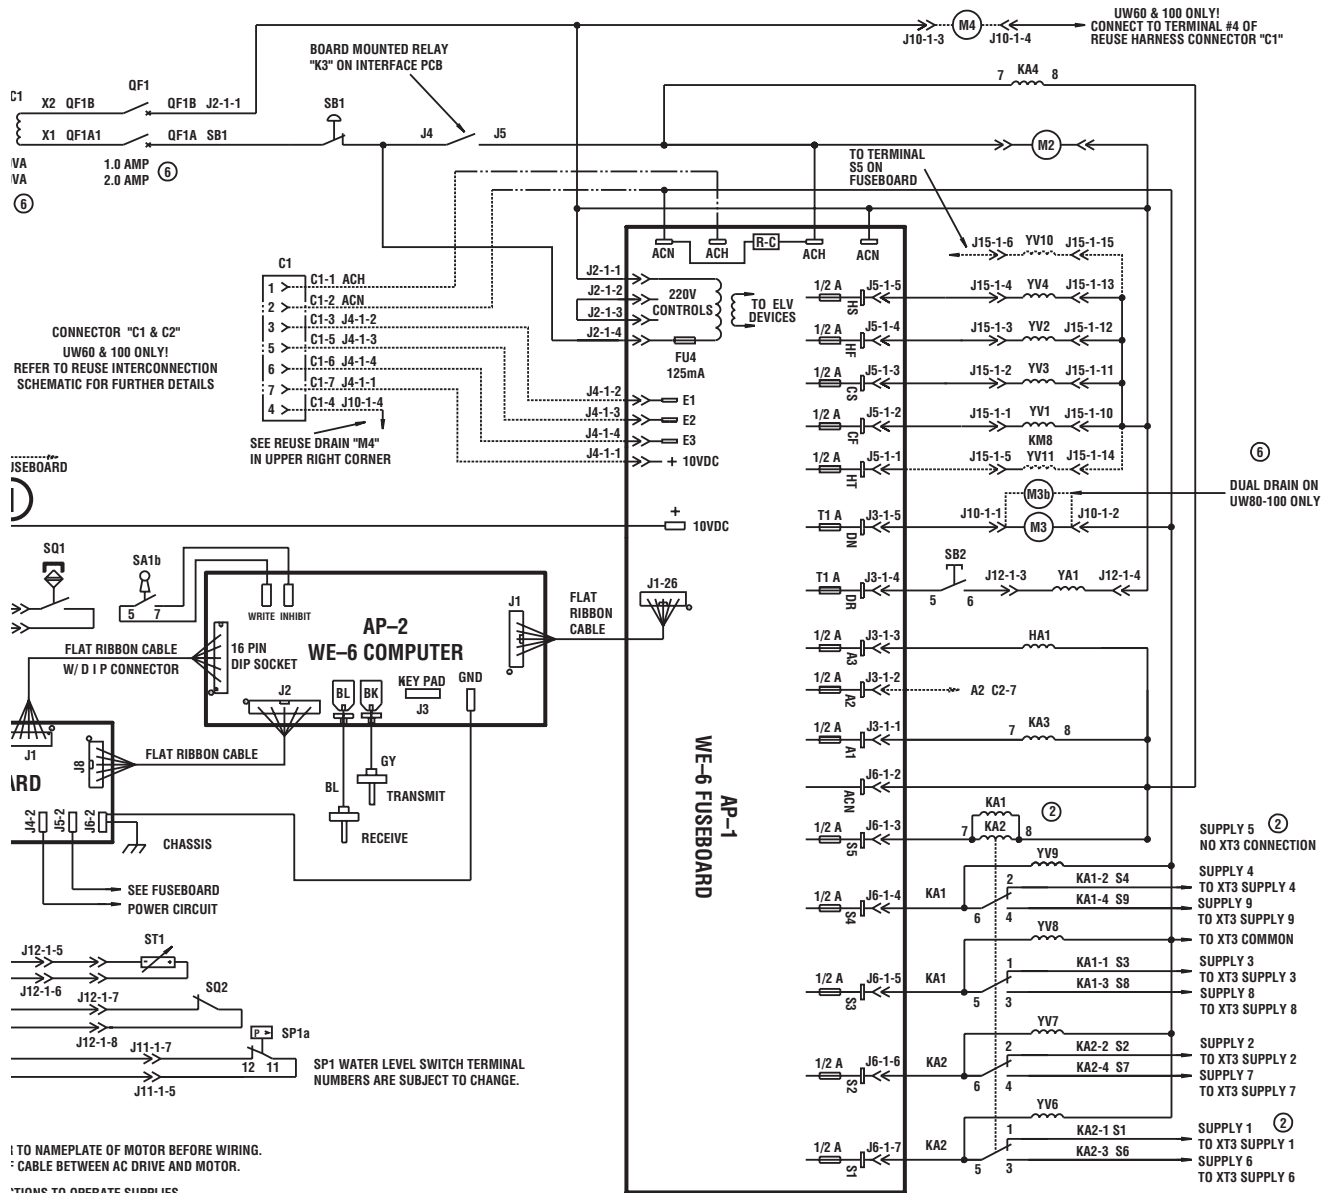 UW60 & 100 ONLY!
CONNECT TO TERMINAL #4 OF
REUSE HARNESS CONNECTOR "C1"
M4
J10-1-3
J10-1-4
BOARD MOUNTED RELAY
"K3" ON INTERFACE PCB
7 KA4 8
C1
X2 QF1B
QF1
QF1B J2-1-1
SB1
X1 QF1A1
QF1A SB1
J4
J5
M2
VA
VA
6
1.0 AMP
2.0 AMP
6
TO TERMINAL
S5 ON
FUSEBOARD
ACN
ACH
R-C
ACH
ACN
J15-1-6 YV10 J15-1-15
C1
1 C1-1 ACH
2 C1-2 ACN
3 C1-3 J4-1-2
5 C1-5 J4-1-3
6 C1-6 J4-1-4
7 C1-7 J4-1-1
4 C1-4 J10-1-4
CONNECTOR "C1 & C2"
UW60 & 100 ONLY!
REFER TO REUSE INTERCONNECTION
SCHEMATIC FOR FURTHER DETAILS
SEE REUSE DRAIN "M4"
IN UPPER RIGHT CORNER
J2-1-1
J2-1-2
J2-1-3
J2-1-4
220V
CONTROLS
TO ELV
DEVICES
FU4
125mA
J4-1-2 E1
J4-1-3 E2
J4-1-4 E3
J4-1-1 + 10VDC
+
10VDC
1/2 A HS J5-1-5 J15-1-4 YV4 J15-1-13
1/2 A HF J5-1-4 J15-1-3 YV2 J15-1-12
1/2 A CS J5-1-3 J15-1-2 YV3 J15-1-11
1/2 A CF J5-1-2 J15-1-1 YV1 J15-1-10
KM8
1/2 A HT J5-1-1 J15-1-5 YV11 J15-1-14
6
DUAL DRAIN ON
UW80-100 ONLY
M3b
T1 A DN J3-1-5 J10-1-1 M3 J10-1-2
SB2
T1 A DR J3-1-4 5 6 J12-1-3 YA1 J12-1-4
1/2 A A3 J3-1-3 HA1
1/2 A A2 J3-1-2 A2 C2-7
1/2 A A1 J3-1-1 7 KA3 8
ACN J6-1-2
KA1
2
1/2 A S5 J6-1-3 7 KA2 8
SUPPLY 5 2
NO XT3 CONNECTION
YV9
1/2 A S4 J6-1-4 KA1 6 2 4
KA1-2 S4
KA1-4 S9
SUPPLY 4
TO XT3 SUPPLY 4
SUPPLY 9
TO XT3 SUPPLY 9
YV8
TO XT3 COMMON
1/2 A S3 J6-1-5 KA1 5 1 3
KA1-1 S3
KA1-3 S8
SUPPLY 3
TO XT3 SUPPLY 3
SUPPLY 8
TO XT3 SUPPLY 8
YV7
1/2 A S2 J6-1-6 KA2 6 2 4
KA2-2 S2
KA2-4 S7
SUPPLY 2
TO XT3 SUPPLY 2
SUPPLY 7
TO XT3 SUPPLY 7
YV6
1/2 A S1 J6-1-7 KA2 5 1 3
KA2-1 S1
KA2-3 S6
SUPPLY 1 2
TO XT3 SUPPLY 1
SUPPLY 6
TO XT3 SUPPLY 6
AP–1
WE–6 FUSEBOARD
J1-26
FLAT
RIBBON
CABLE
USEBOARD
SQ1
SA1b
5 7
WRITE INHIBIT
AP–2
WE–6 COMPUTER
J1
16 PIN
DIP SOCKET
FLAT RIBBON CABLE
W/ D I P CONNECTOR
J2
BL
BK
KEY PAD
J3
GND
J1
J8
FLAT RIBBON CABLE
ARD
GY
TRANSMIT
BL
RECEIVE
J4-2
J5-2
J6-2
CHASSIS
SEE FUSEBOARD
POWER CIRCUIT
J12-1-5
ST1
J12-1-6
J12-1-7
SQ2
J12-1-8
J11-1-7
P
SP1a
12 11
J11-1-5
SP1 WATER LEVEL SWITCH TERMINAL
NUMBERS ARE SUBJECT TO CHANGE.
TO NAMEPLATE OF MOTOR BEFORE WIRING.
CABLE BETWEEN AC DRIVE AND MOTOR.
CTIONS TO OPERATE SUPPLIES